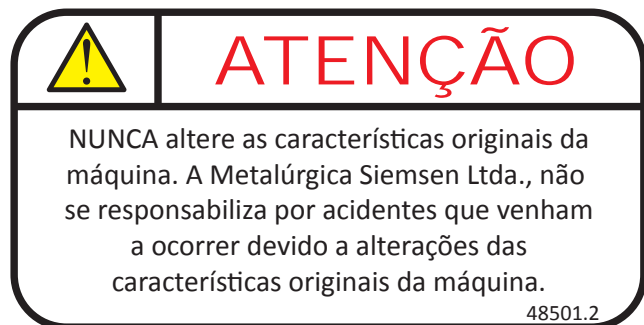 ATENÇÃO
NUNCA altere as características originais da
máquina. A Metalúrgica Siemsen Ltda., não
se responsabiliza por acidentes que venham
a ocorrer devido a alterações das
características originais da máquina.
48501.2